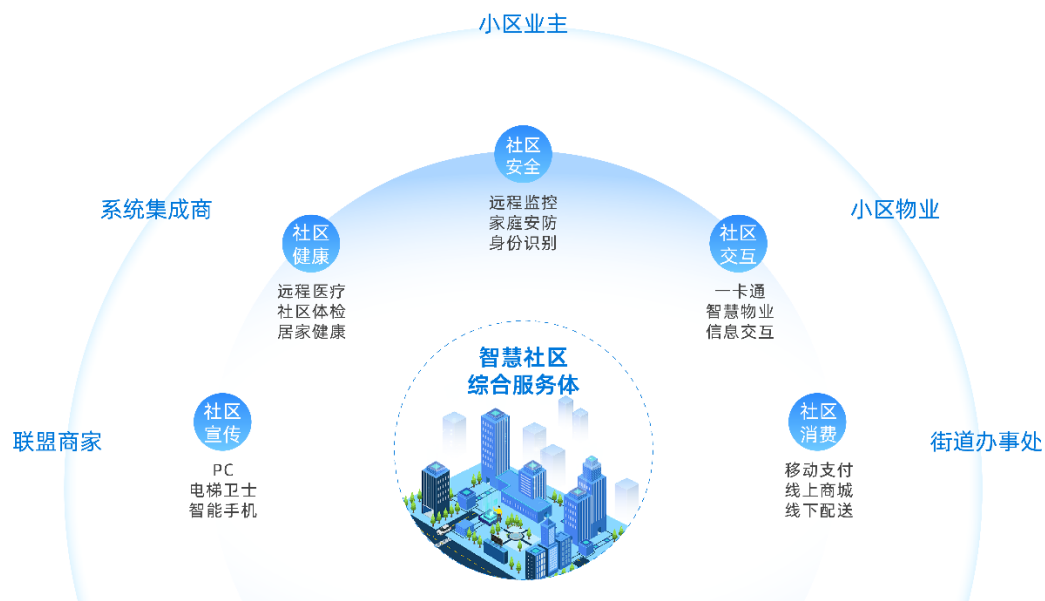 小区业主
系统集成商
小区物业
联盟商家
街道办事处
社区
安全
远程监控
家庭安防
身份识别
社区
健康
远程医疗
社区体检
居家健康
社区
交互
一卡通
智慧物业
信息交互
社区
宣传
PC
电梯卫士
智能手机
社区
消费
移动支付
线上商城
线下配送
智慧社区
综合服务体